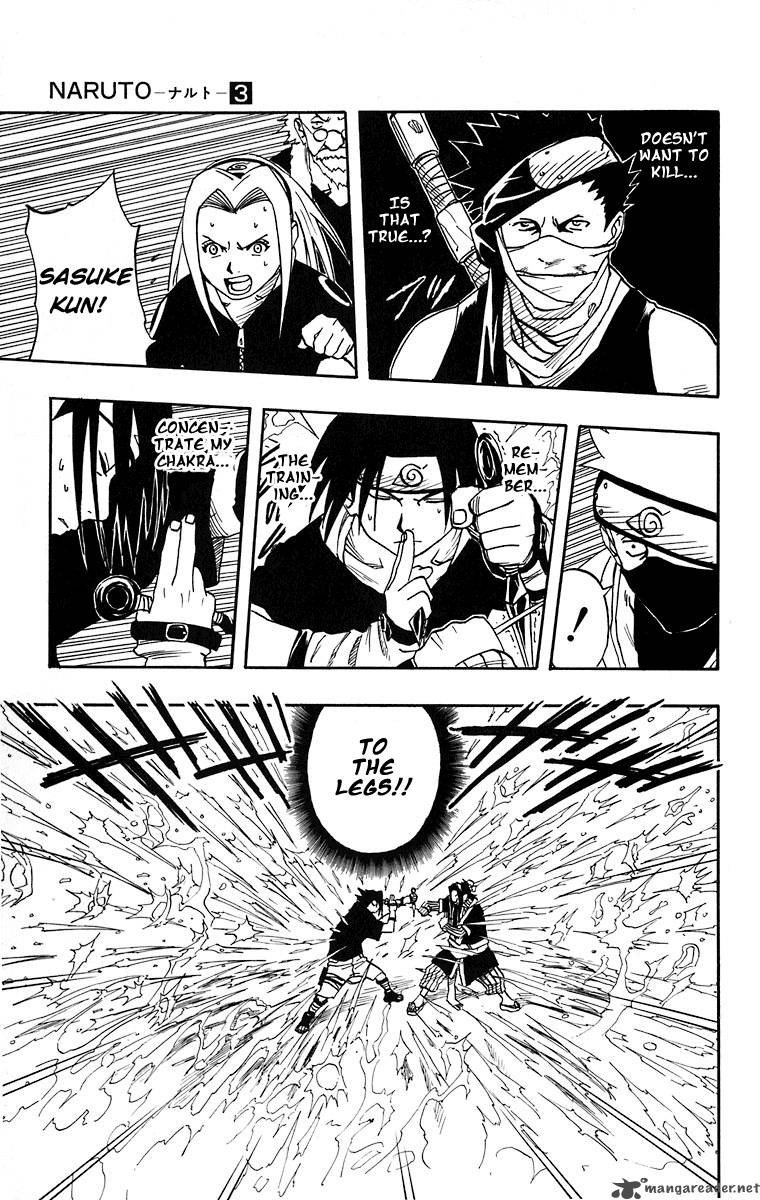 NARUTO—ナルト—3
DOESN'T
WANT TO
KILL...
IS
THAT
TRUE...?
SASUKE
KUN!
!
RE-
MEM-
BER...
THE
TRAIN-
ING...
CONCEN-
TRATE MY
CHAKRA...
TO
THE
LEGS!!
mangareader.net